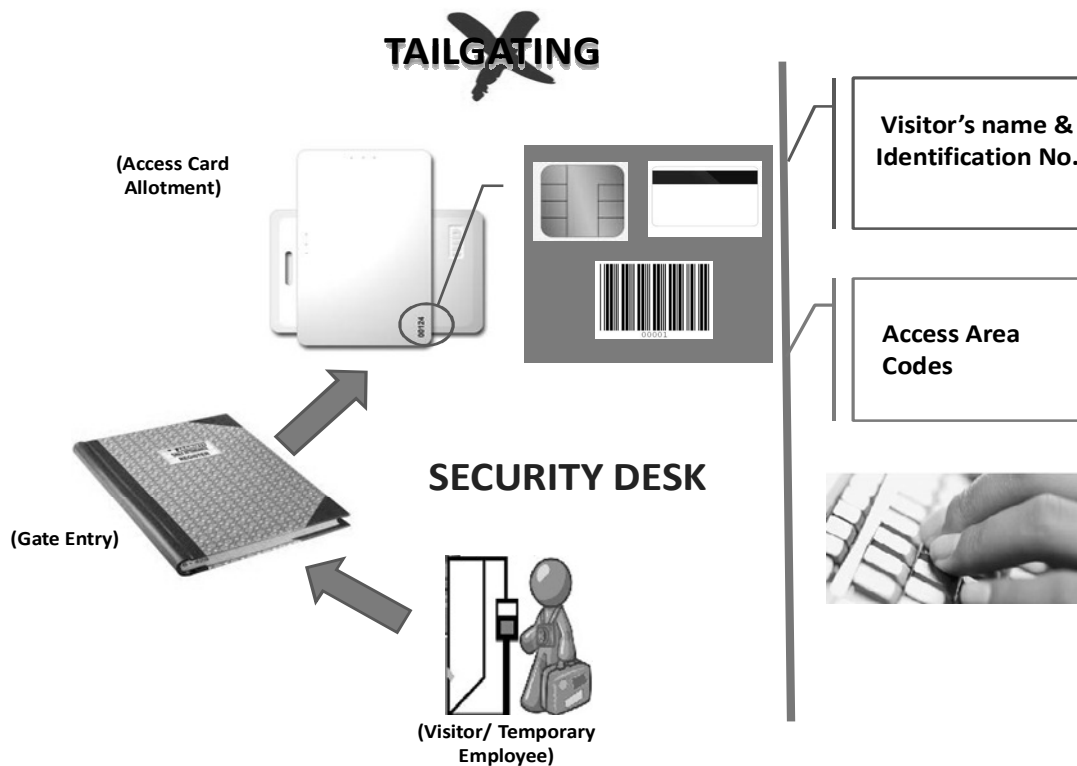 TAILGATING
(Access Card
Allotment)
00124
00001
Visitor’s name &
Identification No.
Access Area
Codes
SECURITY DESK
(Gate Entry)
REGISTER
(Visitor/ Temporary
Employee)